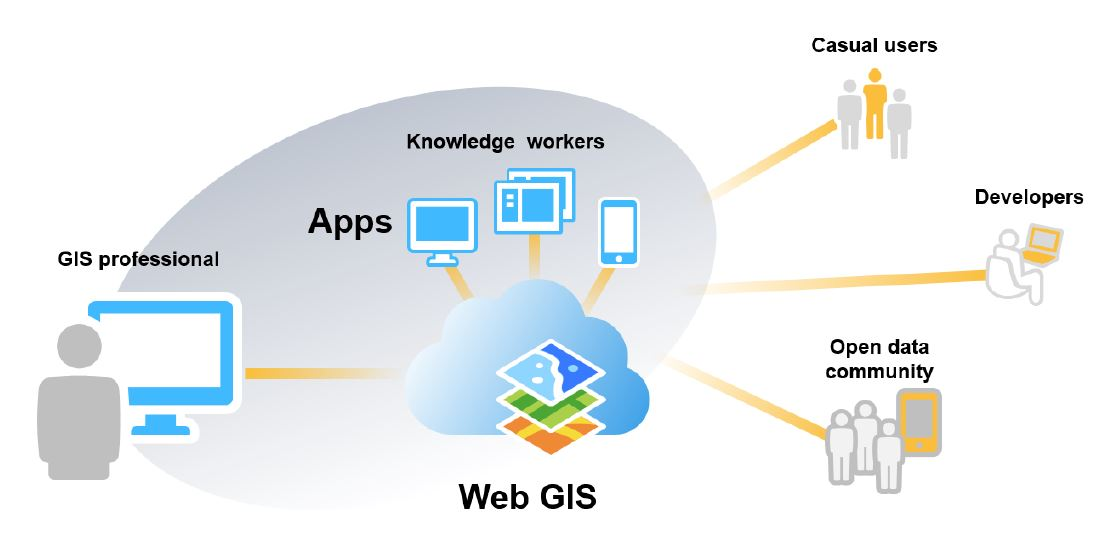 Casual users
Knowledge workers
Developers
Apps
GIS professional
Open data
community
Web GIS